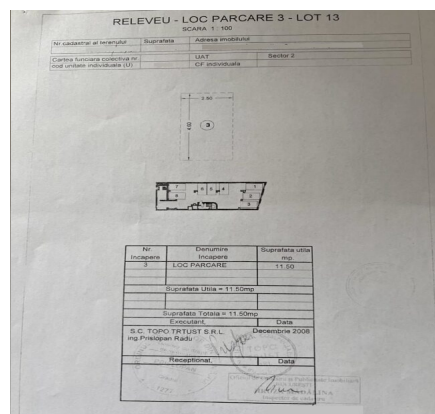 RELEVEU - LOC PARCARE 3 - LOT 13
SCARA 1:100
Nr cadastral al terenului Suprafata Adresa imobilului
Cartea funciara colectiva nr. UAT Sector 2
cod unitate individuala (U) CF individuala
2.50
4.60
3
Nr. Incapere Denumire Incapere Suprafata utila mp.
3 LOC PARCARE 11.50
Suprafata Utila = 11.50mp
Suprafata Totala = 11.50mp
Executant, Data
S.C. TOPO TRTUST S.R.L. Decembrie 2008
ing Prislopan Radu
Receptionat, Data